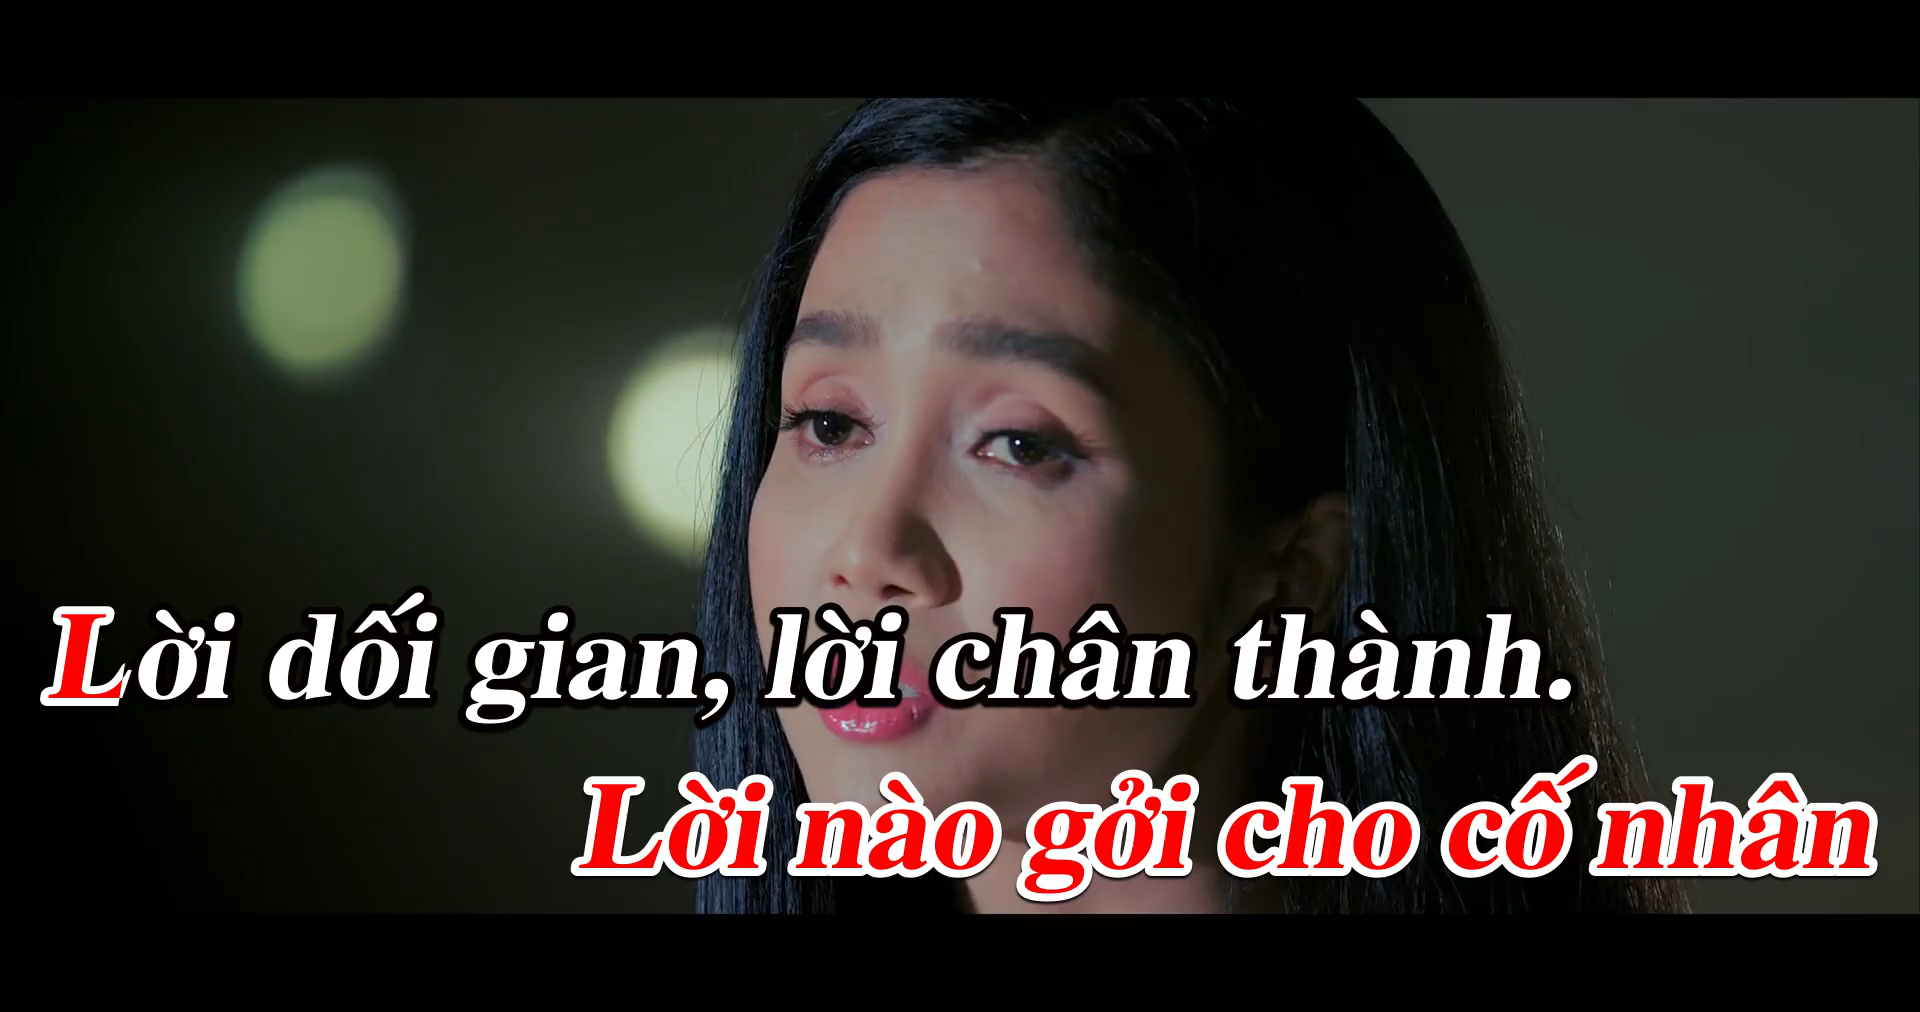 Lời dối gian, lời chân thành.
Lời nào gởi cho cố nhân